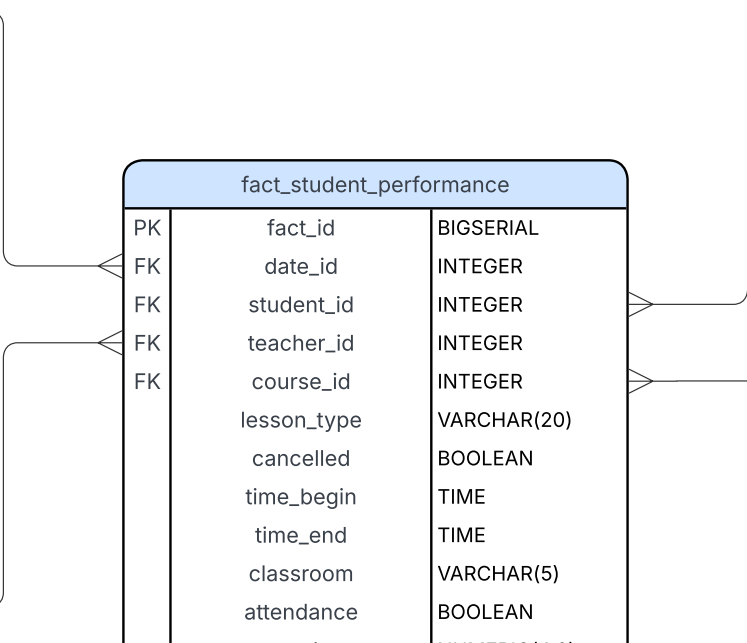 fact_student_performance
PK fact_id BIGSERIAL
FK date_id INTEGER
FK student_id INTEGER
FK teacher_id INTEGER
FK course_id INTEGER
lesson_type VARCHAR(20)
cancelled BOOLEAN
time_begin TIME
time_end TIME
classroom VARCHAR(5)
attendance BOOLEAN